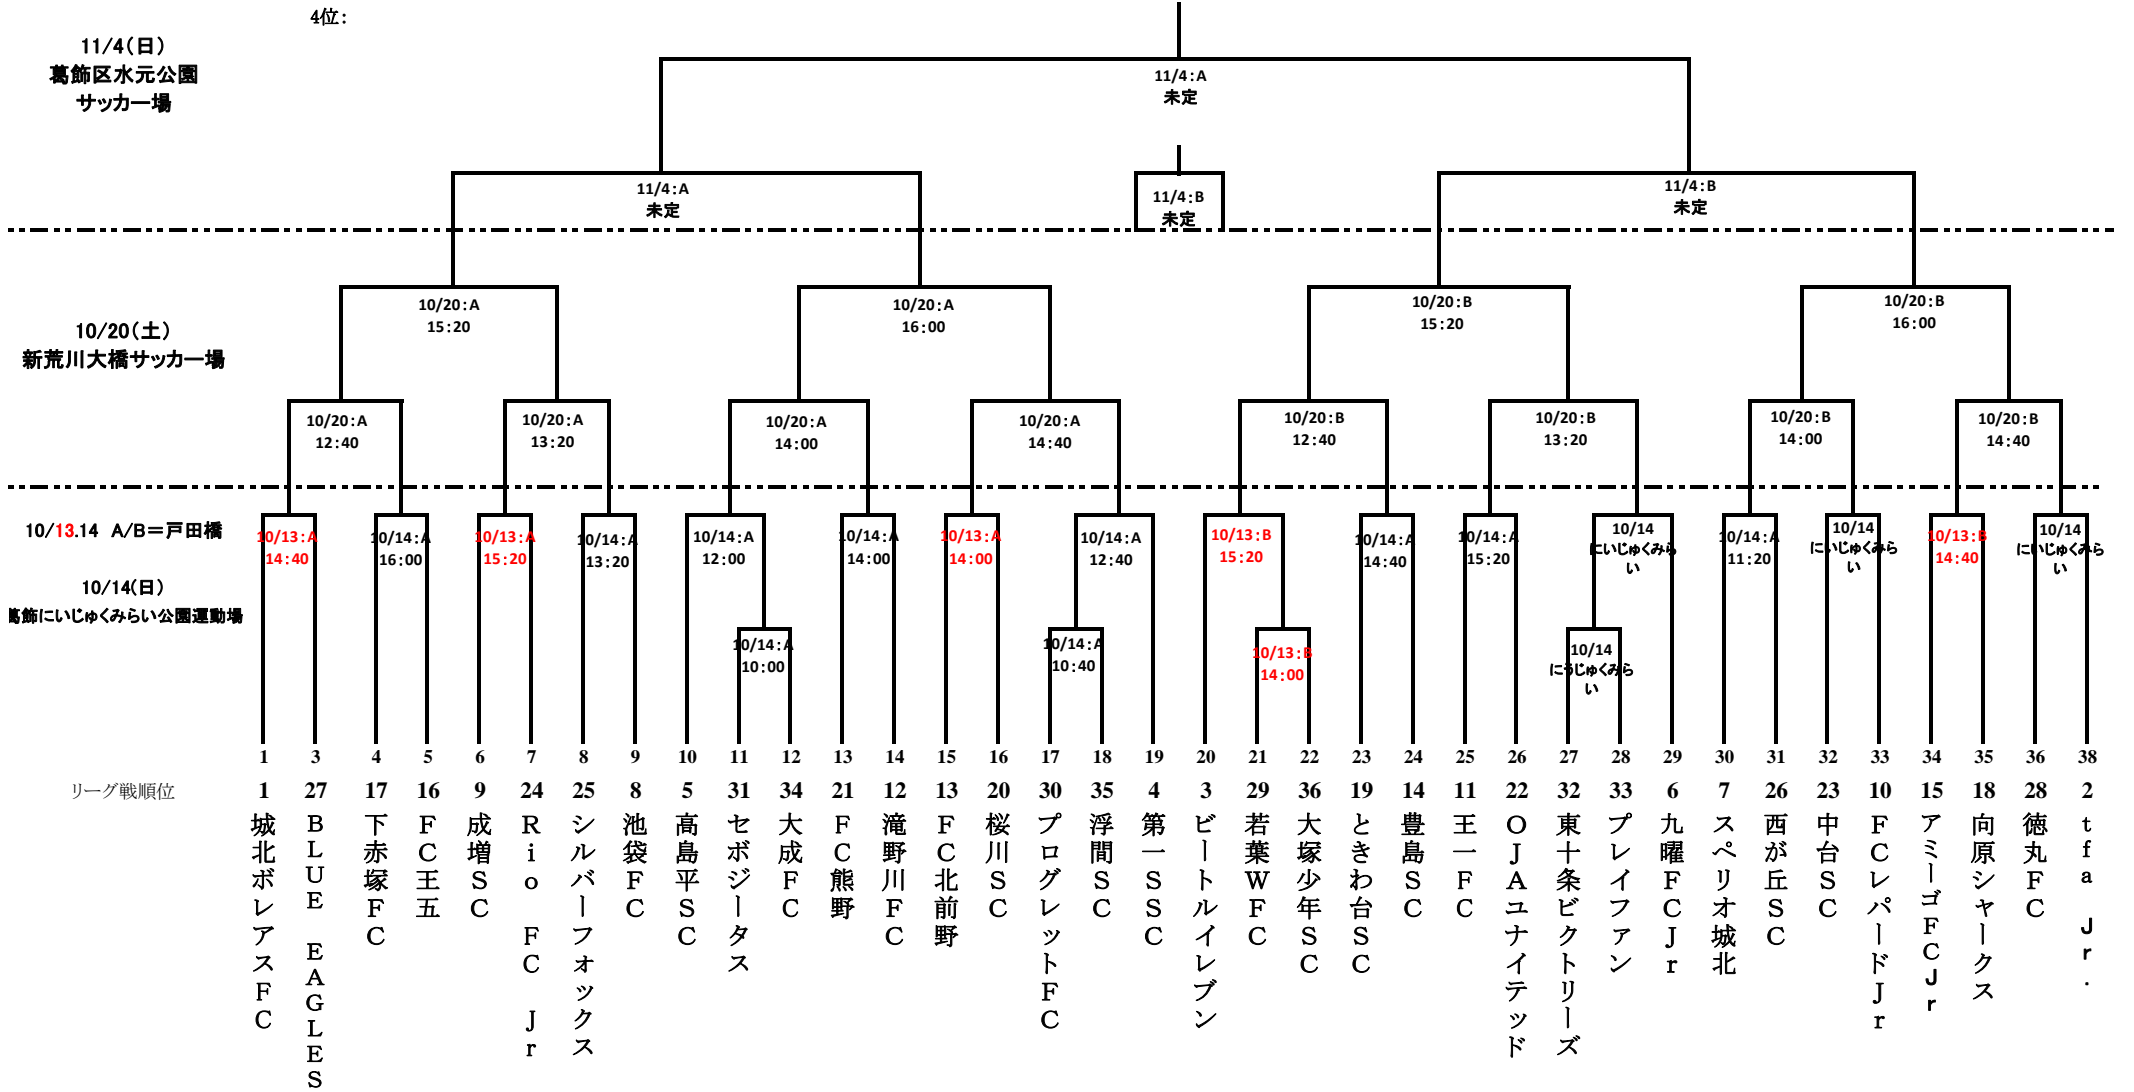 4位:
11/4(日)
葛飾区水元公園
サッカー場
11/4:A
未定
11/4:A
未定
11/4:B
未定
11/4:B
未定
10/20(土)
新荒川大橋サッカー場
10/20:A
15:20
10/20:A
16:00
10/20:B
15:20
10/20:B
16:00
10/20:A
12:40
10/20:A
13:20
10/20:A
14:00
10/20:A
14:40
10/20:B
12:40
10/20:B
13:20
10/20:B
14:00
10/20:B
14:40
10/13.14 A/B=戸田橋
10/14(日)
葛飾にいじゅくみらい公園運動場
10/13:A
14:40
10/14:A
16:00
10/13:A
15:20
10/14:A
13:20
10/14:A
12:00
10/14:A
14:00
10/13:A
14:00
10/14:A
12:40
10/13:B
15:20
10/14:A
14:40
10/14:A
15:20
10/14
にいじゅくみら
い
10/14:A
11:20
10/14
にいじゅくみら
い
10/13:B
14:40
10/14
にいじゅくみら
い
10/14:A
10:00
10/14:A
10:40
10/13:B
14:00
10/14
にうじゅくみら
い
1 3 4 5 6 7 8 9 10 11 12 13 14 15 16 17 18 19 20 21 22 23 24 25 26 27 28 29 30 31 32 33 34 35 36 38
リーグ戦順位 1 27 17 16 9 24 25 8 5 31 34 21 12 13 20 30 35 4 3 29 36 19 14 11 22 32 33 6 7 26 23 10 15 18 28 2
城北ボレアスFC
BLUE EAGLES
下赤塚FC
FC王五
成増SC
Rio FC Jr
シルバーフォックス
池袋FC
高島平SC
セボジータス
大成FC
FC熊野
滝野川FC
FC北前野
桜川SC
プログレットFC
浮間SC
第一SSC
ビートルイレブン
若葉WFC
大塚少年SC
ときわ台SC
豊島SC
王一FC
OJAユナイテッド
東十条ビクトリーズ
プレイファン
九曜FCJr
スペリオ城北
西が丘SC
中台SC
FCレパードJr
アミーゴFCJr
向原シャークス
徳丸FC
tfa Jr.